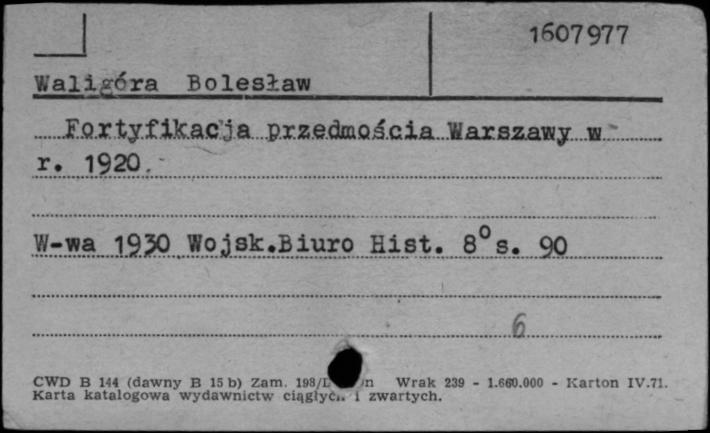 1607977
Waligóra Bolesław
Fortyfikacja przedmościa Warszawy w
r. 1920.
W-wa 1930 Wojsk.Biuro Hist. 8° s. 90
6
CWD B 144 (dawny B 15 b) Zam. Wrak 239 - 1.660.000 - Karton IV.71.
Karta katalogowa wydawnictw ciągłych i zwartych.